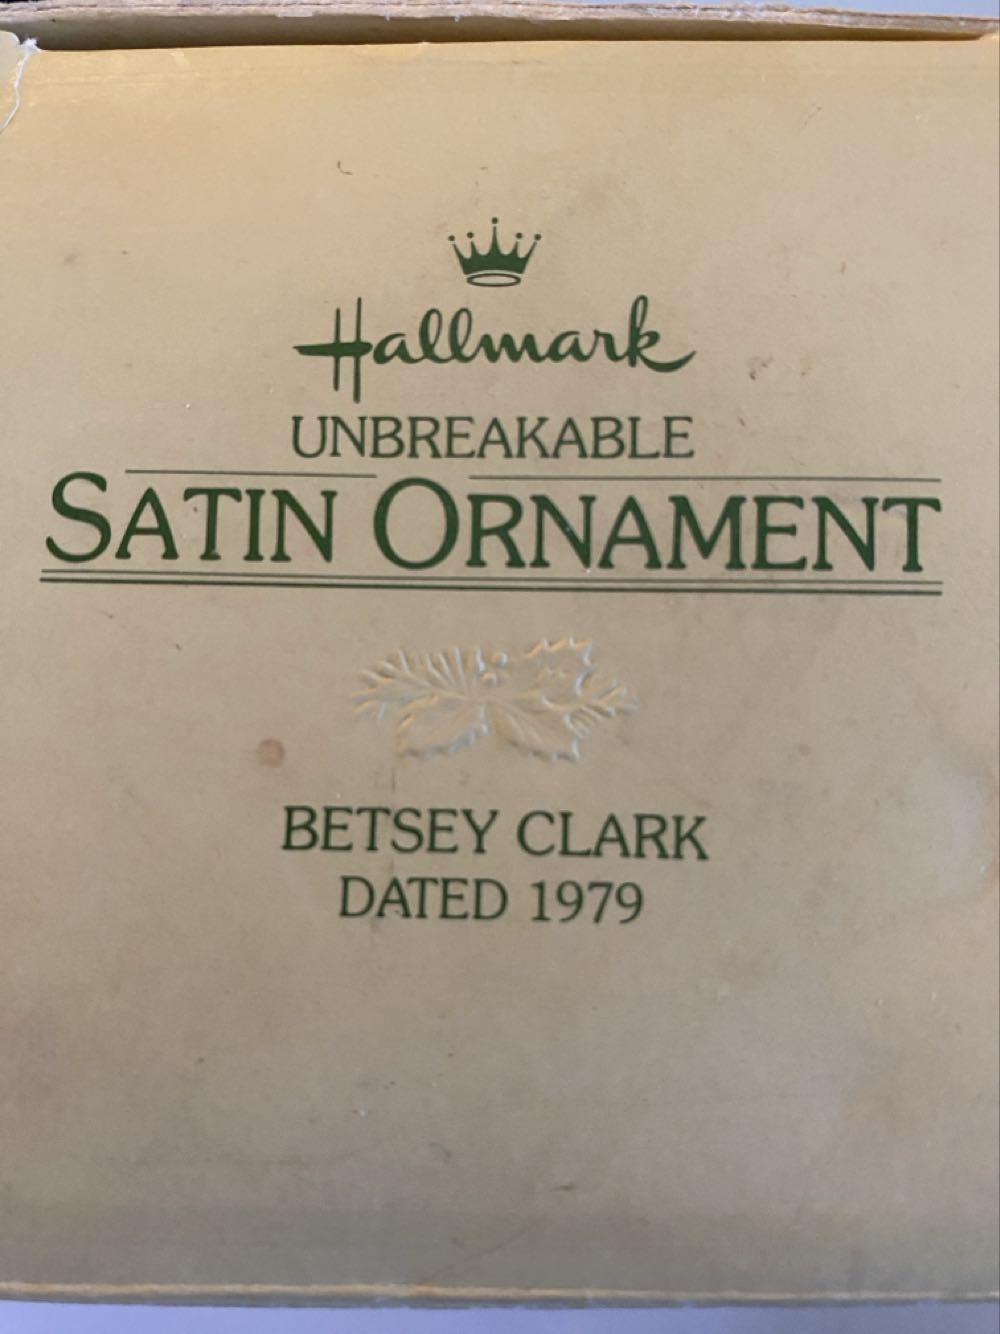 Hallmark
UNBREAKABLE
SATIN ORNAMENT
BETSEY CLARK
DATED 1979